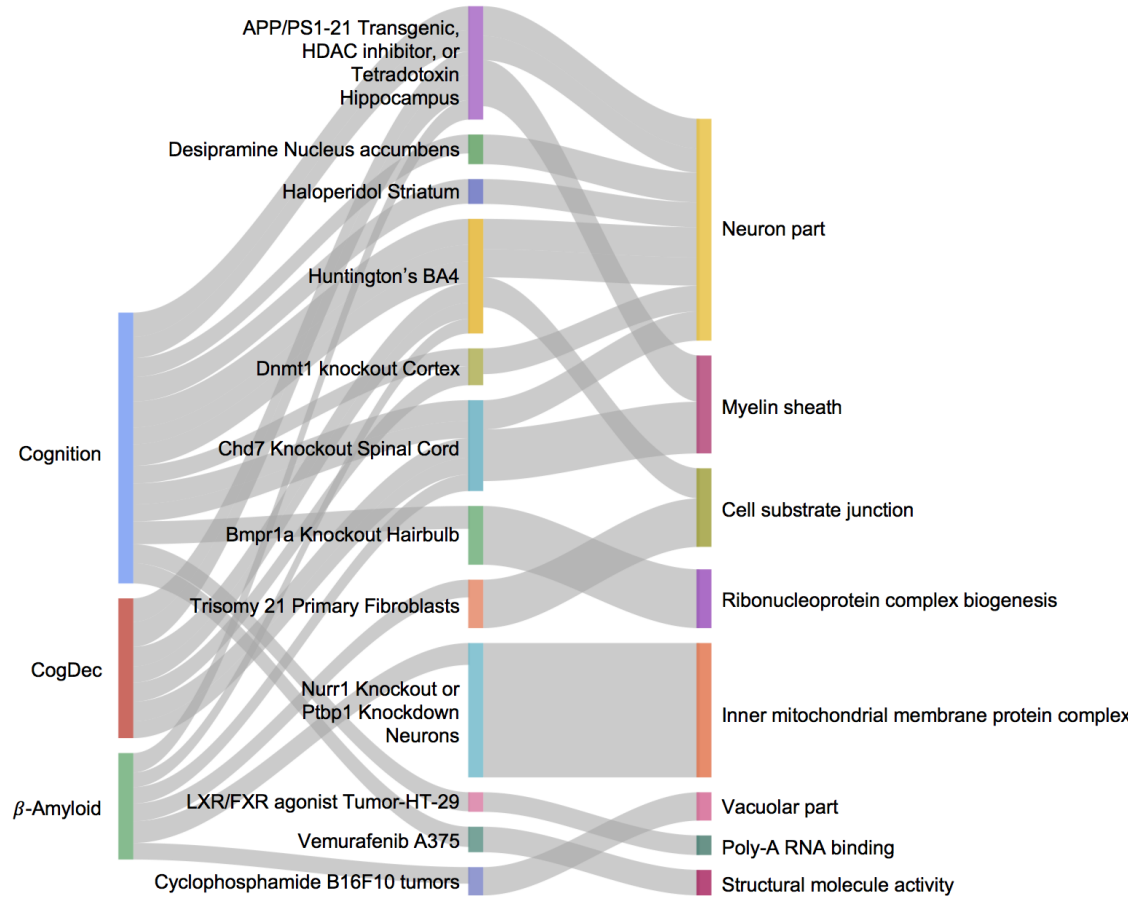 APP/PS1-21 Transgenic,
HDAC inhibitor, or
Tetradotoxin
Hippocampus
Desipramine Nucleus accumbens
Haloperidol Striatum
Huntington’s BA4
Dnmt1 knockout Cortex
Chd7 Knockout Spinal Cord
Bmpr1a Knockout Hairbulb
Trisomy 21 Primary Fibroblasts
Nurr1 Knockout or
Ptbp1 Knockdown
Neurons
LXR/FXR agonist Tumor-HT-29
Vemurafenib A375
Cyclophosphamide B16F10 tumors
Cognition
CogDec
β-Amyloid
Neuron part
Myelin sheath
Cell substrate junction
Ribonucleoprotein complex biogenesis
Inner mitochondrial membrane protein complex
Vacuolar part
Poly-A RNA binding
Structural molecule activity